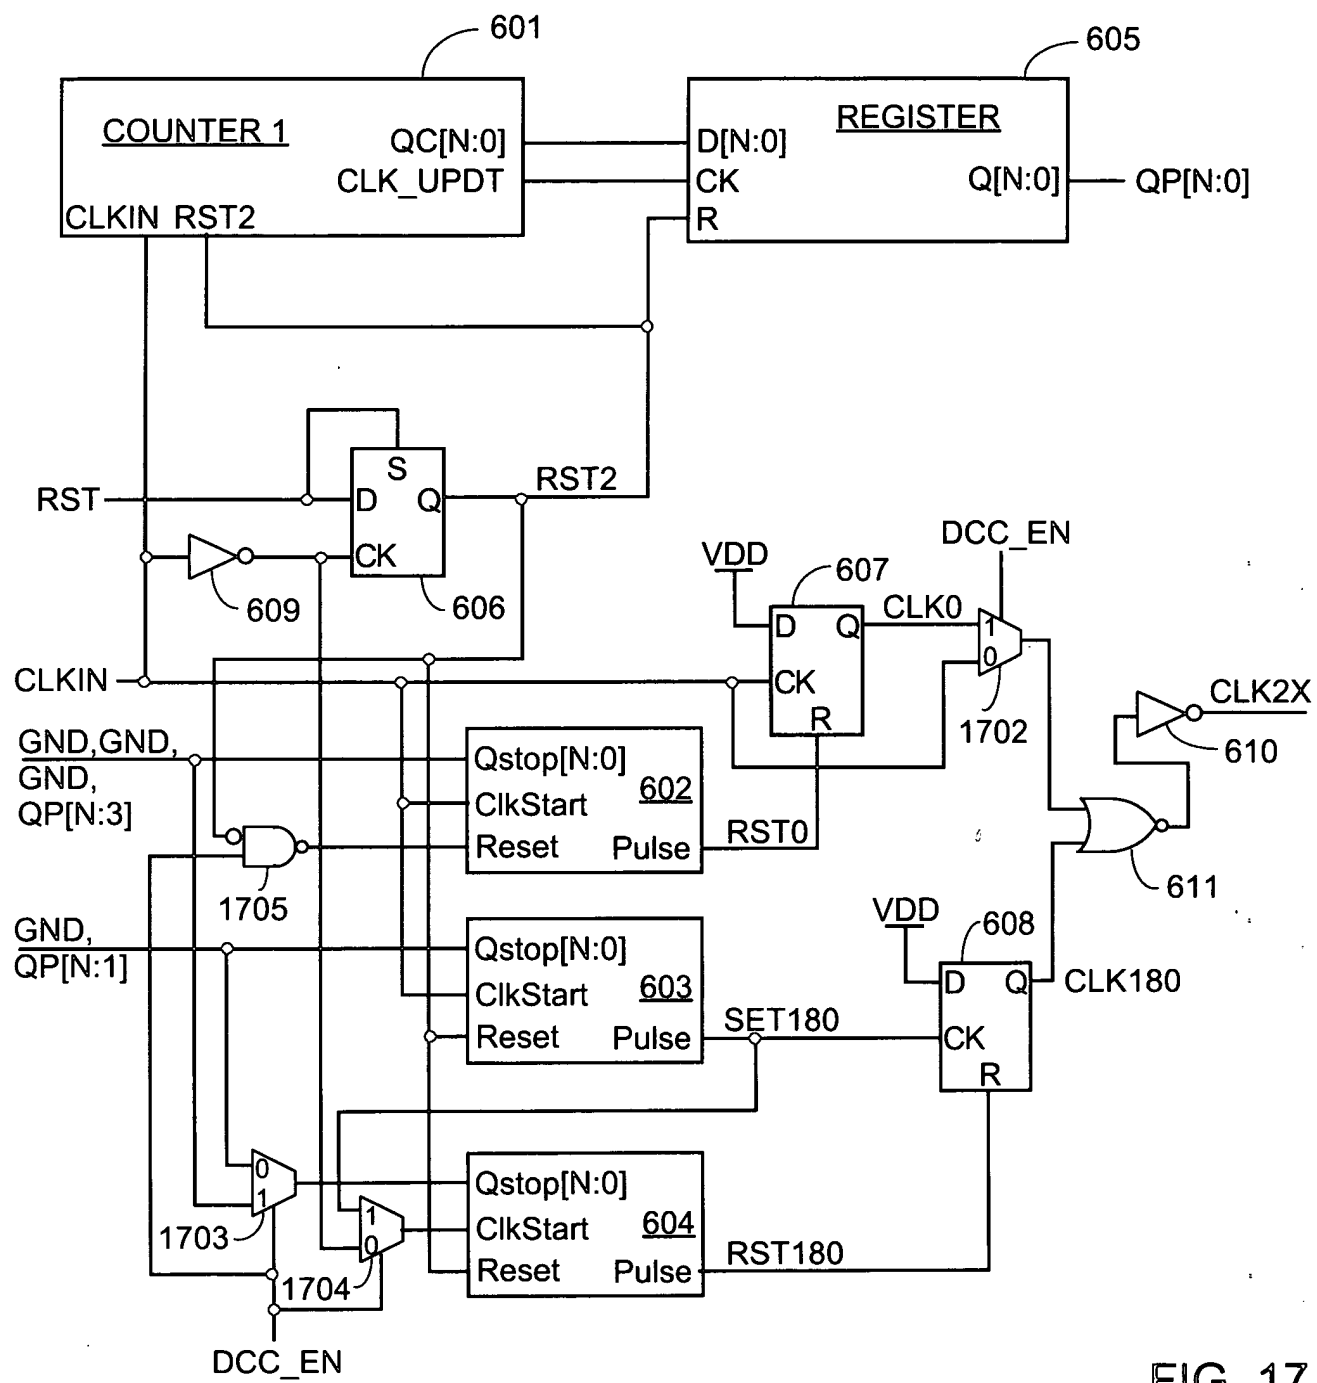 601
605
COUNTER 1
REGISTER
QC[N:0]
D[N:0]
CLK_UPDT
CK
Q[N:0]
QP[N:0]
CLKIN RST2
R
S
RST
D
Q
RST2
CK
609
606
DCC_EN
VDD
607
D
Q
CLK0
1
0
CLKIN
CK
R
1702
CLK2X
610
GND,GND,
GND,
QP[N:3]
Qstop[N:0]
602
ClkStart
Reset
Pulse
RST0
1705
611
GND,
QP[N:1]
Qstop[N:0]
603
ClkStart
Reset
Pulse
SET180
VDD
608
D
Q
CLK180
CK
R
0
1
1703
1
0
1704
Qstop[N:0]
604
ClkStart
Reset
Pulse
RST180
DCC_EN
FIG. 17